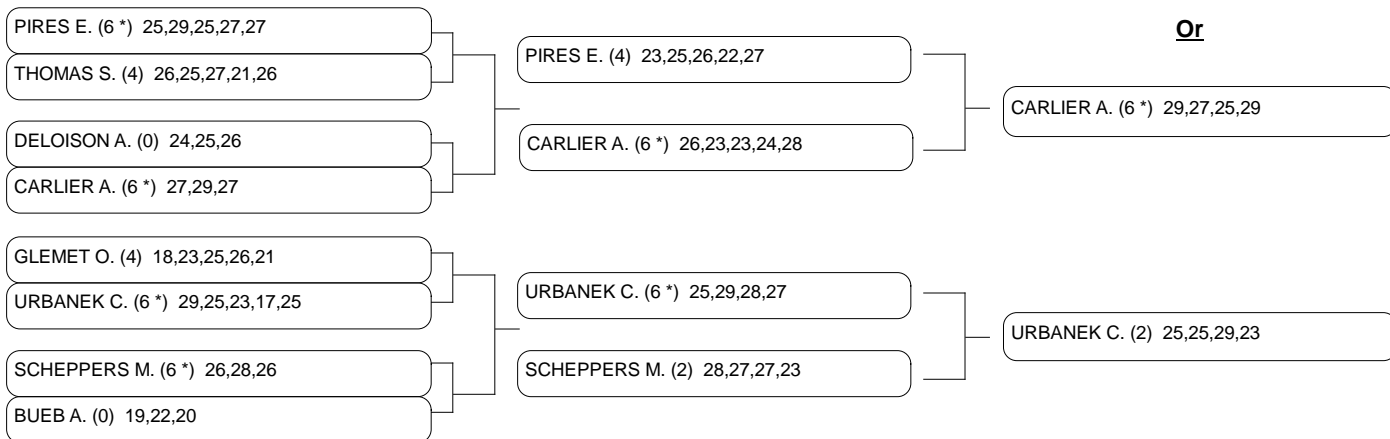 PIRES E. (6 *) 25,29,25,27,27
THOMAS S. (4) 26,25,27,21,26
DELOISON A. (0) 24,25,26
CARLIER A. (6 *) 27,29,27
GLEMET O. (4) 18,23,25,26,21
URBANEK C. (6 *) 29,25,23,17,25
SCHEPPERS M. (6 *) 26,28,26
BUEB A. (0) 19,22,20
PIRES E. (4) 23,25,26,22,27
CARLIER A. (6 *) 26,23,23,24,28
URBANEK C. (6 *) 25,29,28,27
SCHEPPERS M. (2) 28,27,27,23
Or
CARLIER A. (6 *) 29,27,25,29
URBANEK C. (2) 25,25,29,23